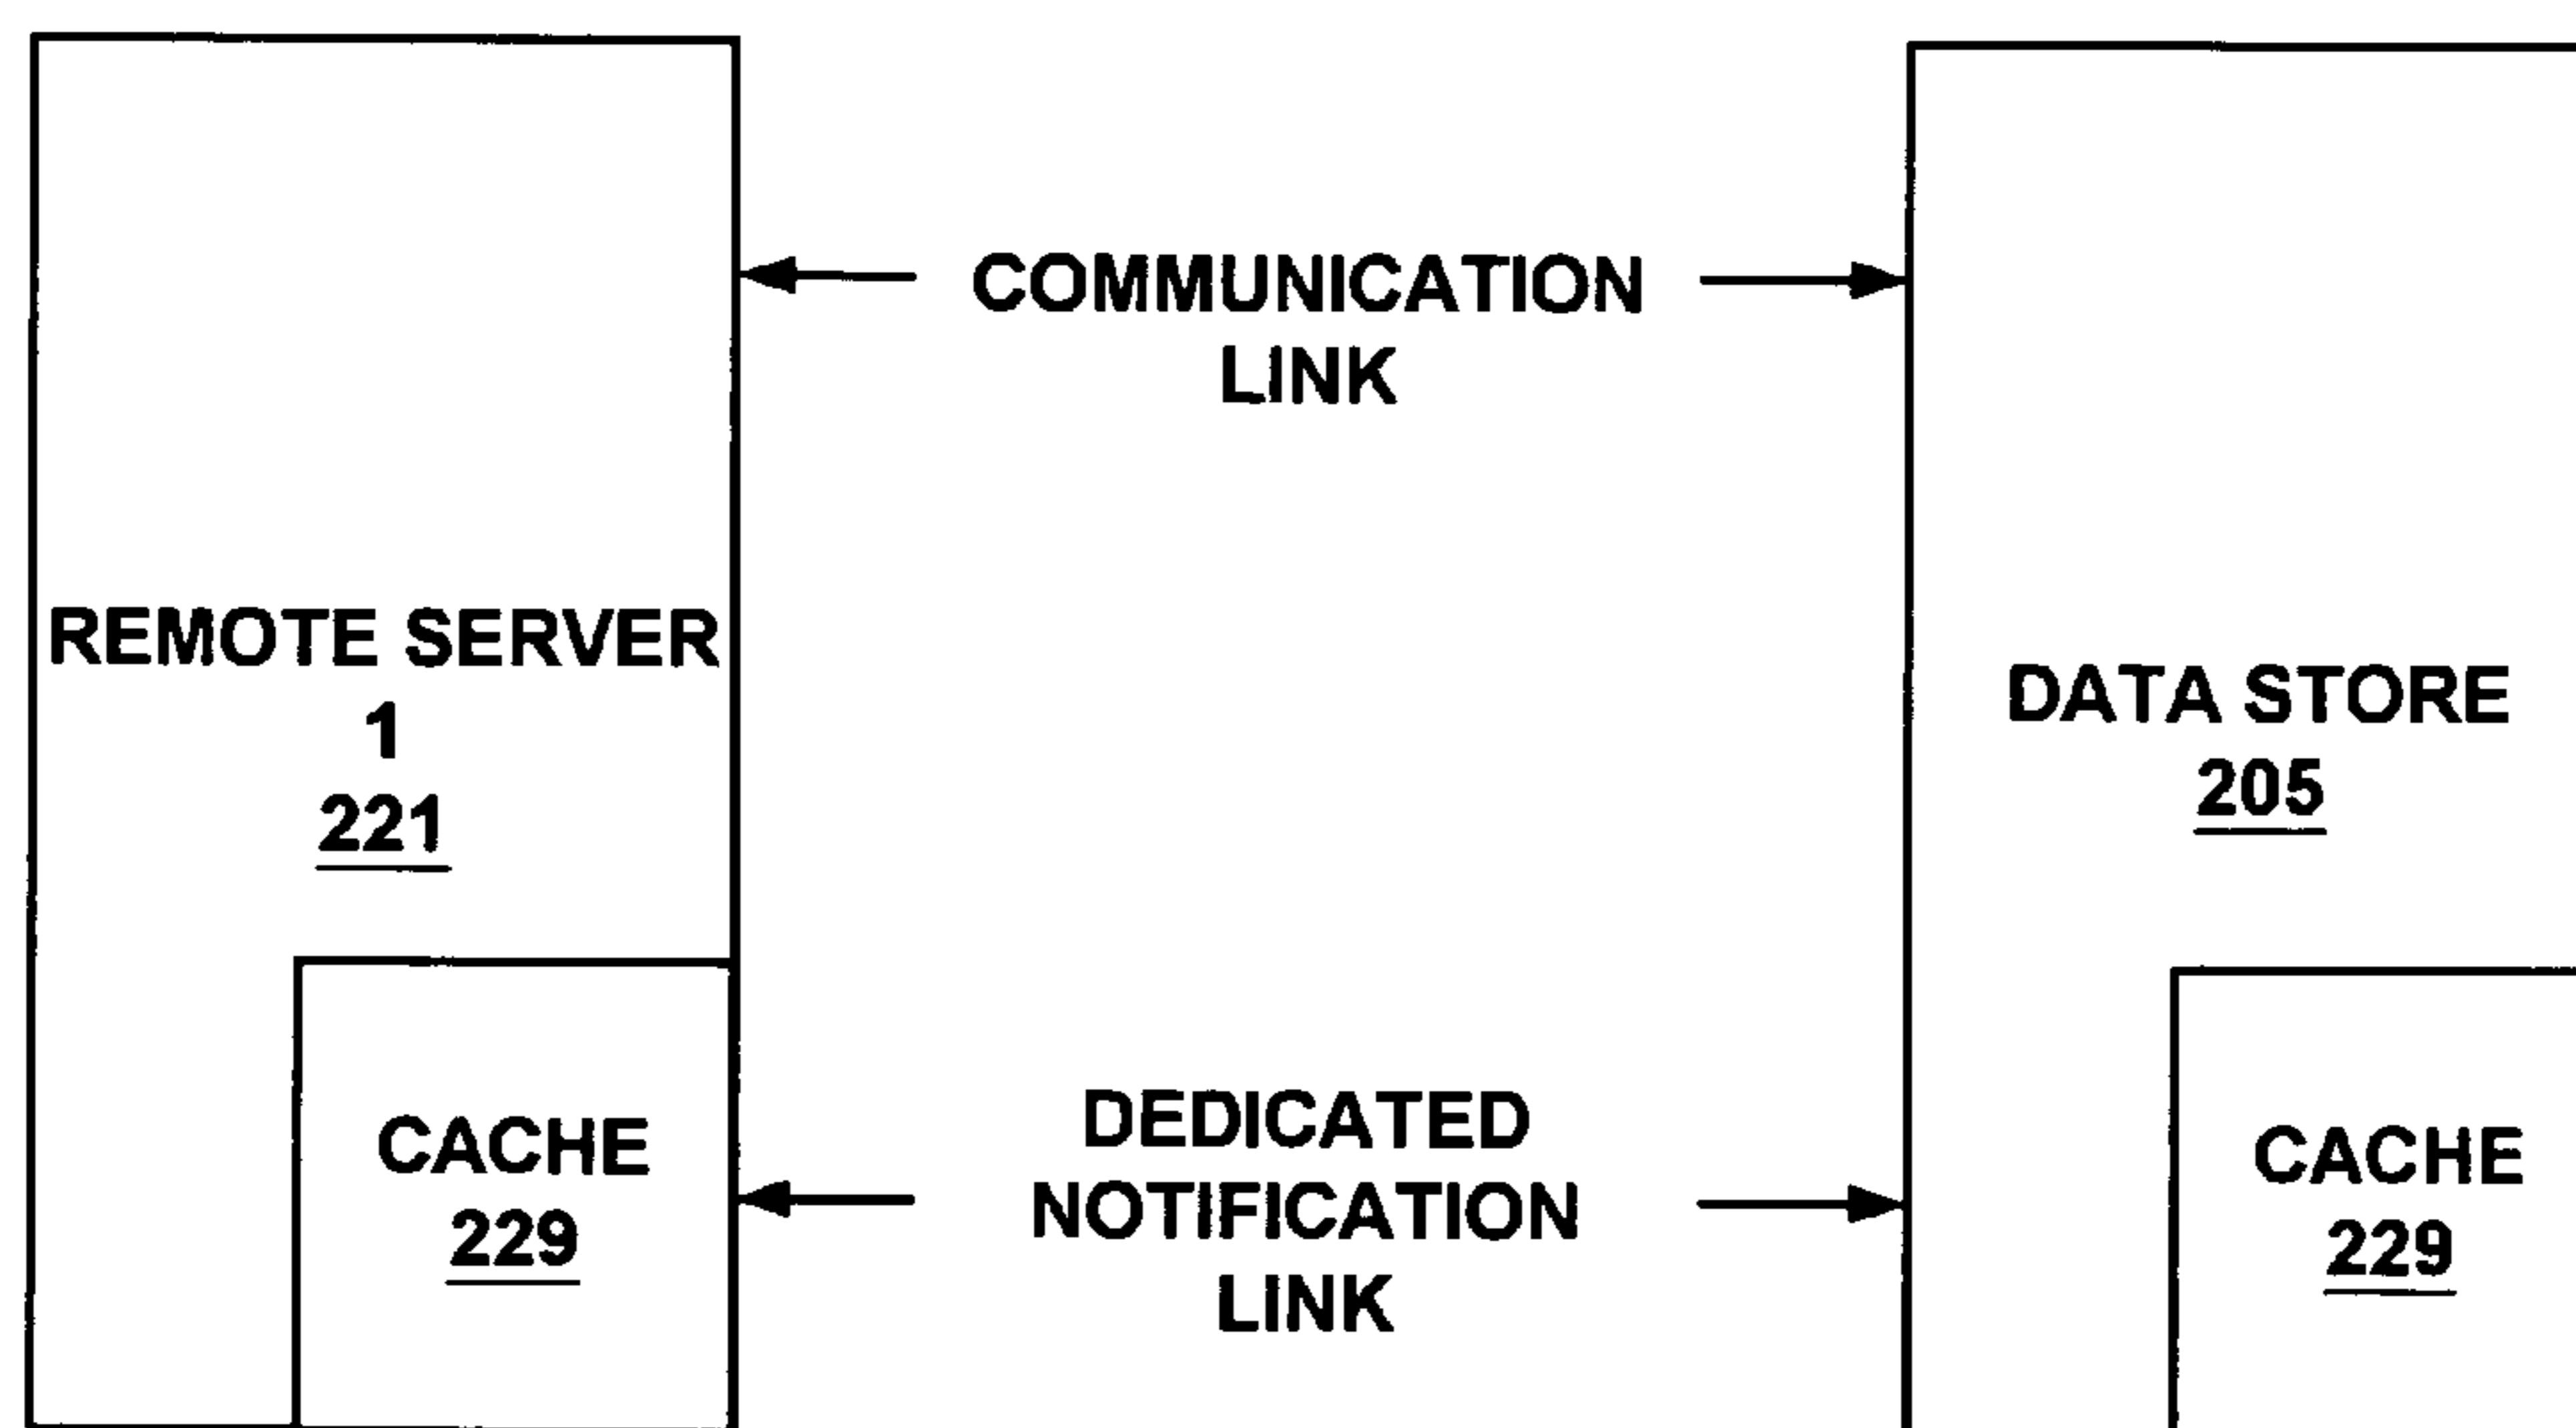 COMMUNICATION
LINK
REMOTE SERVER
1
221
DATA STORE
205
CACHE
229
DEDICATED
NOTIFICATION
LINK
CACHE
229